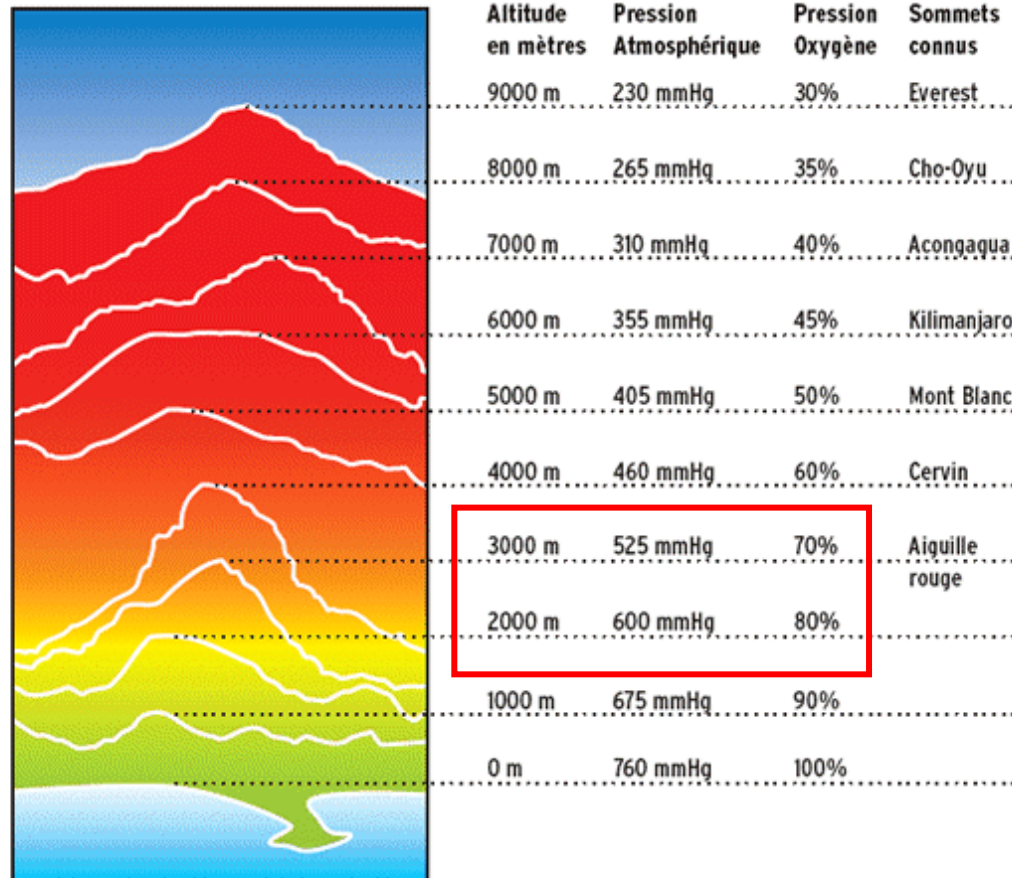 Altitude Pression Pression Sommets
en mètres Atmosphérique Oxygène connus
9000 m 230 mmHg 30% Everest
8000 m 265 mmHg 35% Cho-Oyu
7000 m 310 mmHg 40% Acongagua
6000 m 355 mmHg 45% Kilimanjaro
5000 m 405 mmHg 50% Mont Blanc
4000 m 460 mmHg 60% Cervin
3000 m 525 mmHg 70% Aiguille
rouge
2000 m 600 mmHg 80%
1000 m 675 mmHg 90%
0 m 760 mmHg 100%